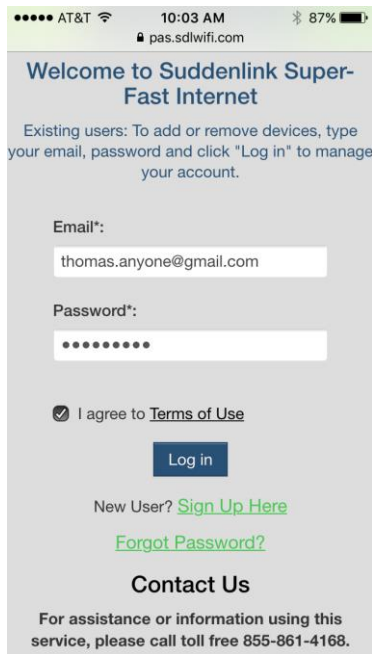 AT&T 10:03 AM 87%
pas.sdlwifi.com
Welcome to Suddenlink Super-
Fast Internet
Existing users: To add or remove devices, type
your email, password and click "Log in" to manage
your account.
Email*:
thomas.anyone@gmail.com
Password*:
•••••••••
I agree to Terms of Use
Log in
New User? Sign Up Here
Forgot Password?
Contact Us
For assistance or information using this
service, please call toll free 855-861-4168.